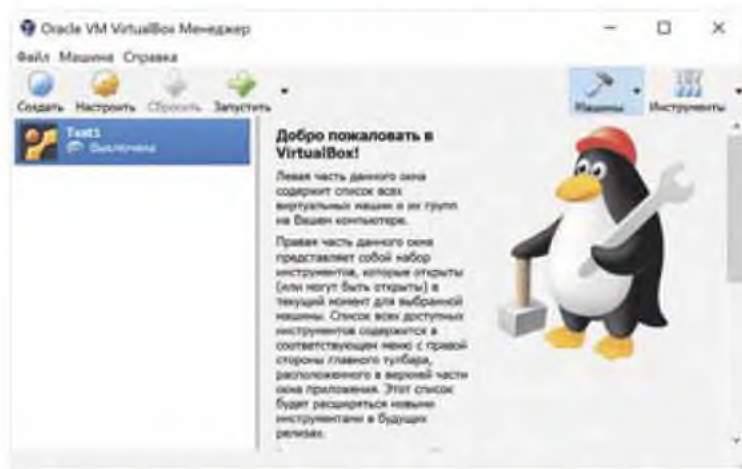 Oracle VM VirtualBox Менеджер
Файл Машина Справка
Создать Настроить Сбросить Запустить Машины Инструменты
Test1
Выключена
Добро пожаловать в
VirtualBox!
Левая часть данного окна
содержит список всех
виртуальных машин и их групп
на Вашем компьютере.
Правая часть данного окна
представляет собой набор
инструментов, которые открыты
(или могут быть открыты) в
текущий момент для выбранной
машины. Список всех доступных
инструментов содержится в
соответствующем меню с правой
стороны главного тулбара,
расположенного в верхней части
окна приложения. Этот список
будет расширяться новыми
инструментами в будущих
релизах.